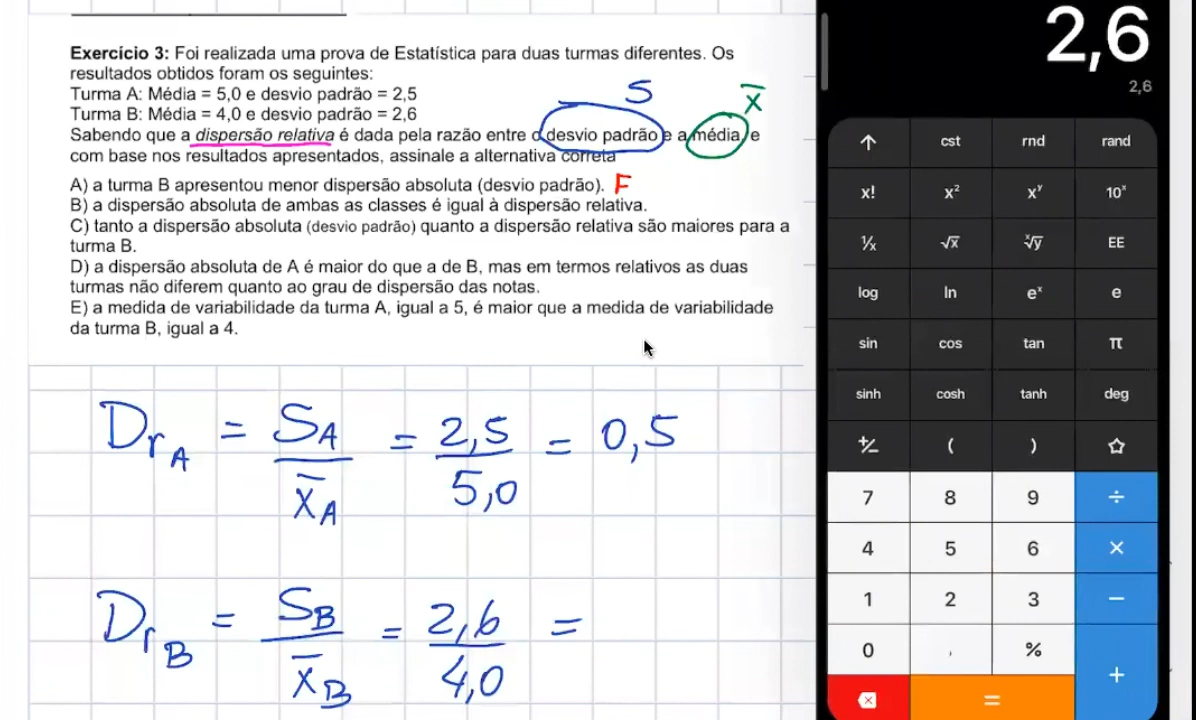 Exercício 3: Foi realizada uma prova de Estatística para duas turmas diferentes. Os
resultados obtidos foram os seguintes:
Turma A: Média = 5,0 e desvio padrão = 2,5
Turma B: Média = 4,0 e desvio padrão = 2,6
S
x̄
Sabendo que a dispersão relativa é dada pela razão entre o desvio padrão e a média, e
com base nos resultados apresentados, assinale a alternativa correta
A) a turma B apresentou menor dispersão absoluta (desvio padrão). F
B) a dispersão absoluta de ambas as classes é igual à dispersão relativa.
C) tanto a dispersão absoluta (desvio padrão) quanto a dispersão relativa são maiores para a
turma B.
D) a dispersão absoluta de A é maior do que a de B, mas em termos relativos as duas
turmas não diferem quanto ao grau de dispersão das notas.
E) a medida de variabilidade da turma A, igual a 5, é maior que a medida de variabilidade
da turma B, igual a 4.
DrA = SA / x̄A = 2,5 / 5,0 = 0,5
DrB = SB / x̄B = 2,6 / 4,0 =
2,6
2,6
↑ cst rnd rand
x! x² xʸ 10ˣ
¹/x √x ˣ√y EE
log ln eˣ e
sin cos tan π
sinh cosh tanh deg
+/− ( ) ☆
7 8 9 ÷
4 5 6 ×
1 2 3 −
0 , % +
=